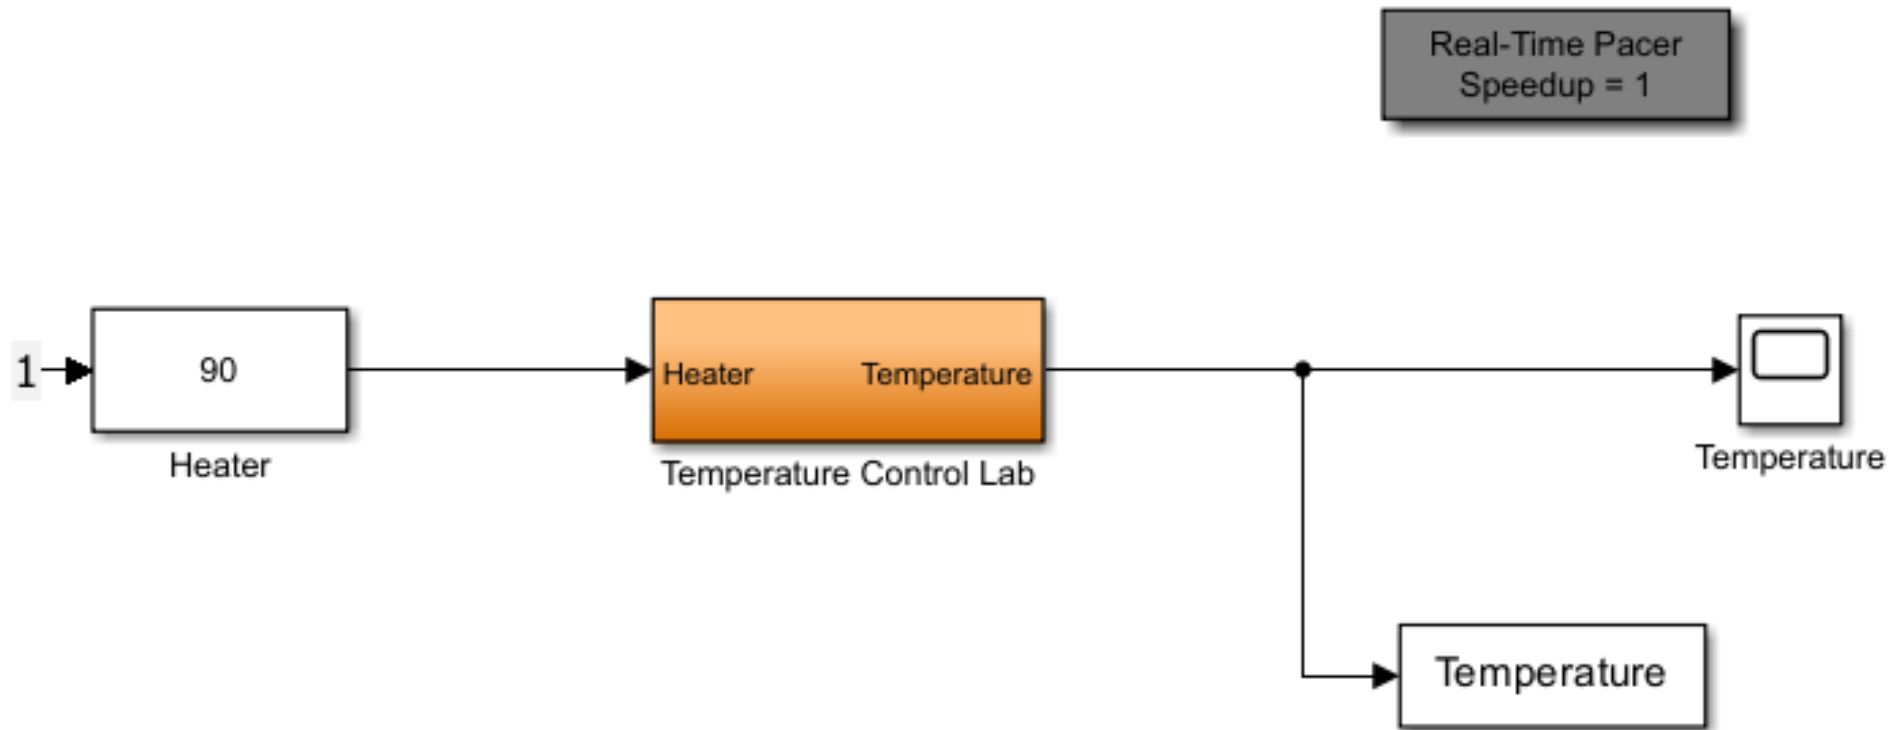 Real-Time Pacer
Speedup = 1
1
90
Heater
Heater
Temperature
Temperature Control Lab
Temperature
Temperature